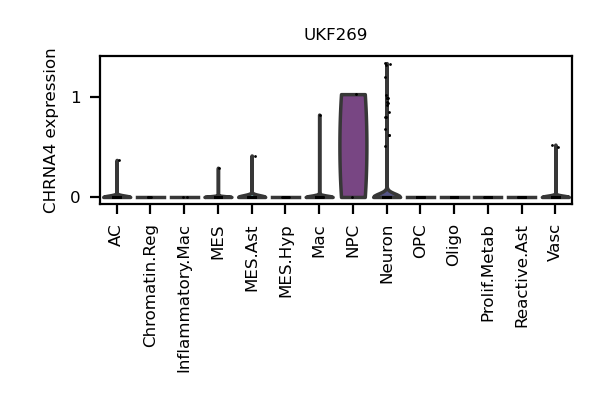 UKF269
CHRNA4 expression
1
0
AC
Chromatin.Reg
Inflammatory.Mac
MES
MES.Ast
MES.Hyp
Mac
NPC
Neuron
OPC
Oligo
Prolif.Metab
Reactive.Ast
Vasc